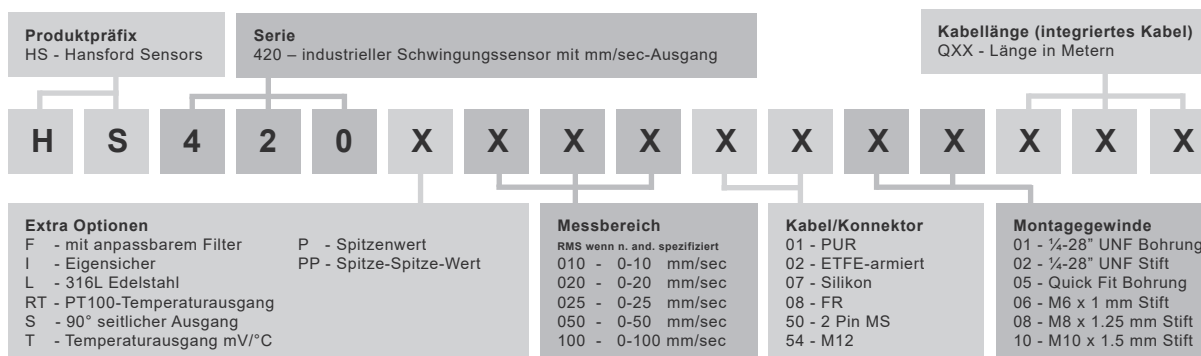 Produktpräfix
HS - Hansford Sensors
Serie
420 – industrieller Schwingungssensor mit mm/sec-Ausgang
Kabellänge (integriertes Kabel)
QXX - Länge in Metern
H S 4 2 0 X X X X X X X X X X X
Extra Optionen
F - mit anpassbarem Filter
I - Eigensicher
L - 316L Edelstahl
RT - PT100-Temperaturausgang
S - 90° seitlicher Ausgang
T - Temperaturausgang mV/°C
P - Spitzenwert
PP - Spitze-Spitze-Wert
Messbereich
RMS wenn n. and. spezifiziert
010 - 0-10 mm/sec
020 - 0-20 mm/sec
025 - 0-25 mm/sec
050 - 0-50 mm/sec
100 - 0-100 mm/sec
Kabel/Konnektor
01 - PUR
02 - ETFE-armiert
07 - Silikon
08 - FR
50 - 2 Pin MS
54 - M12
Montagegewinde
01 - ¼-28” UNF Bohrung
02 - ¼-28” UNF Stift
05 - Quick Fit Bohrung
06 - M6 x 1 mm Stift
08 - M8 x 1.25 mm Stift
10 - M10 x 1.5 mm Stift